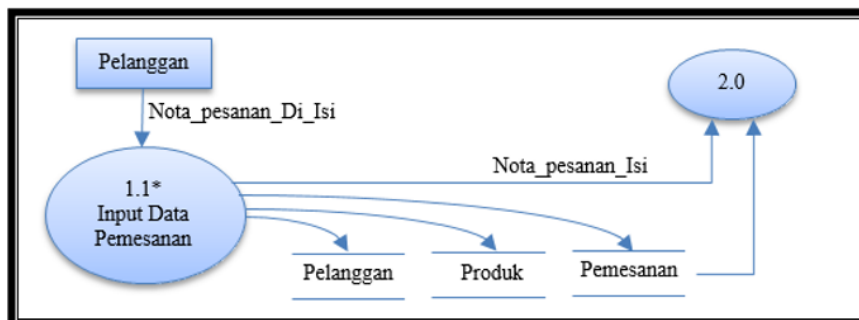 Pelanggan
2.0
Nota_pesanan_Di_Isi
Nota_pesanan_Isi
1.1*
Input Data
Pemesanan
Pelanggan
Produk
Pemesanan